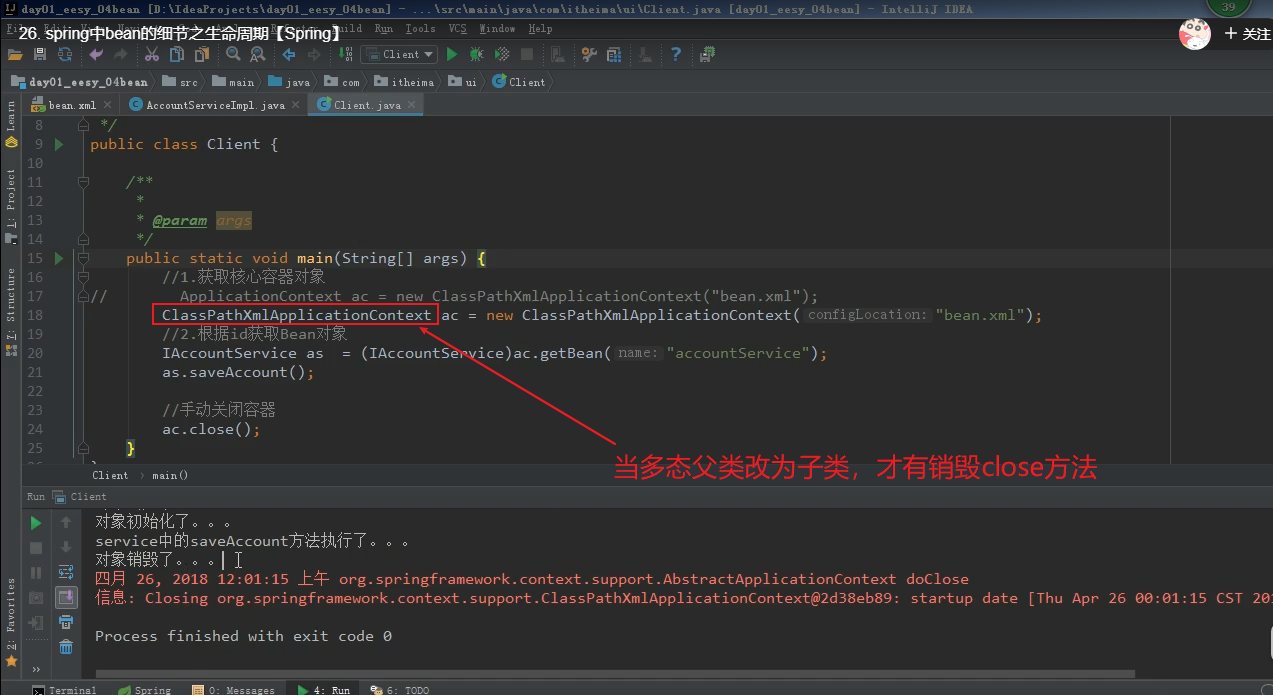 day01_eesy_04bean [D:\IdeaProjects\day01_eesy_04bean] - ...\src\main\java\com\itheima\ui\Client.java [day01_eesy_04bean] - IntelliJ IDEA
39
Run Tools VCS Window Help
26. spring中bean的细节之生命周期【Spring】
+ 关注
Client
day01_eesy_04bean src main java com itheima ui Client
bean.xml AccountServiceImpl.java Client.java
Learn
1: Project
7: Structure
2: Favorites
8 */
9 public class Client {
10
11 /**
12 *
13 * @param args
14 */
15 public static void main(String[] args) {
16 //1.获取核心容器对象
17 // ApplicationContext ac = new ClassPathXmlApplicationContext("bean.xml");
18 ClassPathXmlApplicationContext ac = new ClassPathXmlApplicationContext( configLocation: "bean.xml");
19 //2.根据id获取Bean对象
20 IAccountService as = (IAccountService)ac.getBean( name: "accountService");
21 as.saveAccount();
22
23 //手动关闭容器
24 ac.close();
25 }
当多态父类改为子类，才有销毁close方法
Client › main()
Run Client
对象初始化了。。。
service中的saveAccount方法执行了。。。
对象销毁了。。。
四月 26, 2018 12:01:15 上午 org.springframework.context.support.AbstractApplicationContext doClose
信息: Closing org.springframework.context.support.ClassPathXmlApplicationContext@2d38eb89: startup date [Thu Apr 26 00:01:15 CST 201
Process finished with exit code 0
Terminal Spring 0: Messages 4: Run 6: TODO